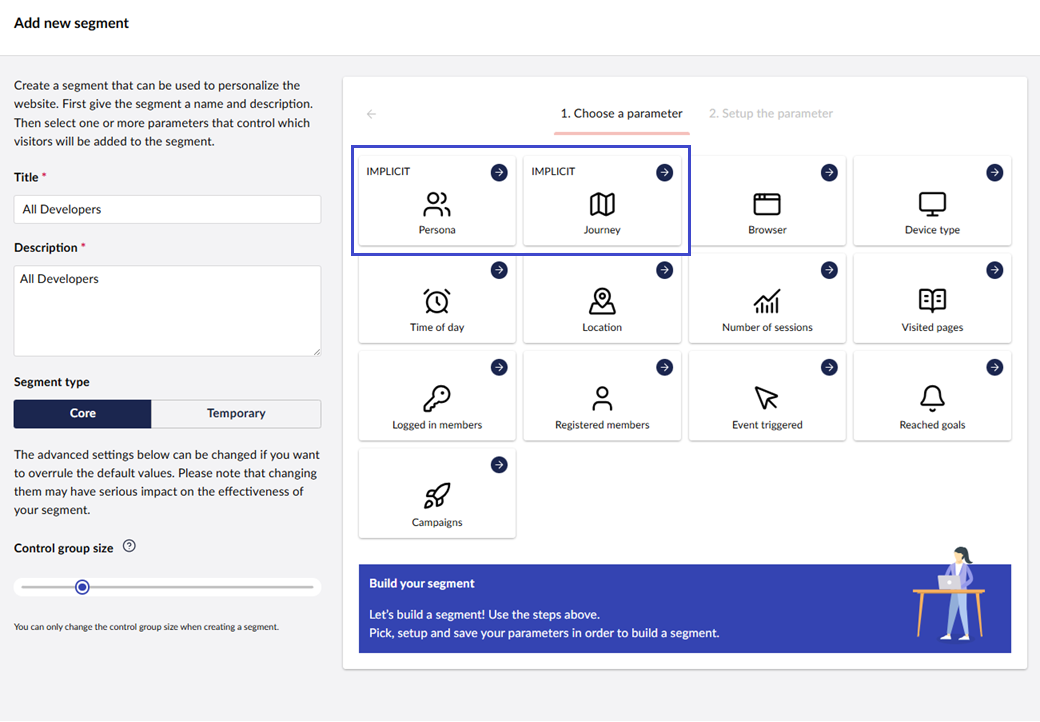 Add new segment
Create a segment that can be used to personalize the
website. First give the segment a name and description.
Then select one or more parameters that control which
visitors will be added to the segment.
Title *
All Developers
Description *
All Developers
Segment type
Core
Temporary
The advanced settings below can be changed if you want
to overrule the default values. Please note that changing
them may have serious impact on the effectiveness of
your segment.
Control group size
You can only change the control group size when creating a segment.
1. Choose a parameter
2. Setup the parameter
IMPLICIT
Persona
IMPLICIT
Journey
Browser
Device type
Time of day
Location
Number of sessions
Visited pages
Logged in members
Registered members
Event triggered
Reached goals
Campaigns
Build your segment
Let's build a segment! Use the steps above.
Pick, setup and save your parameters in order to build a segment.